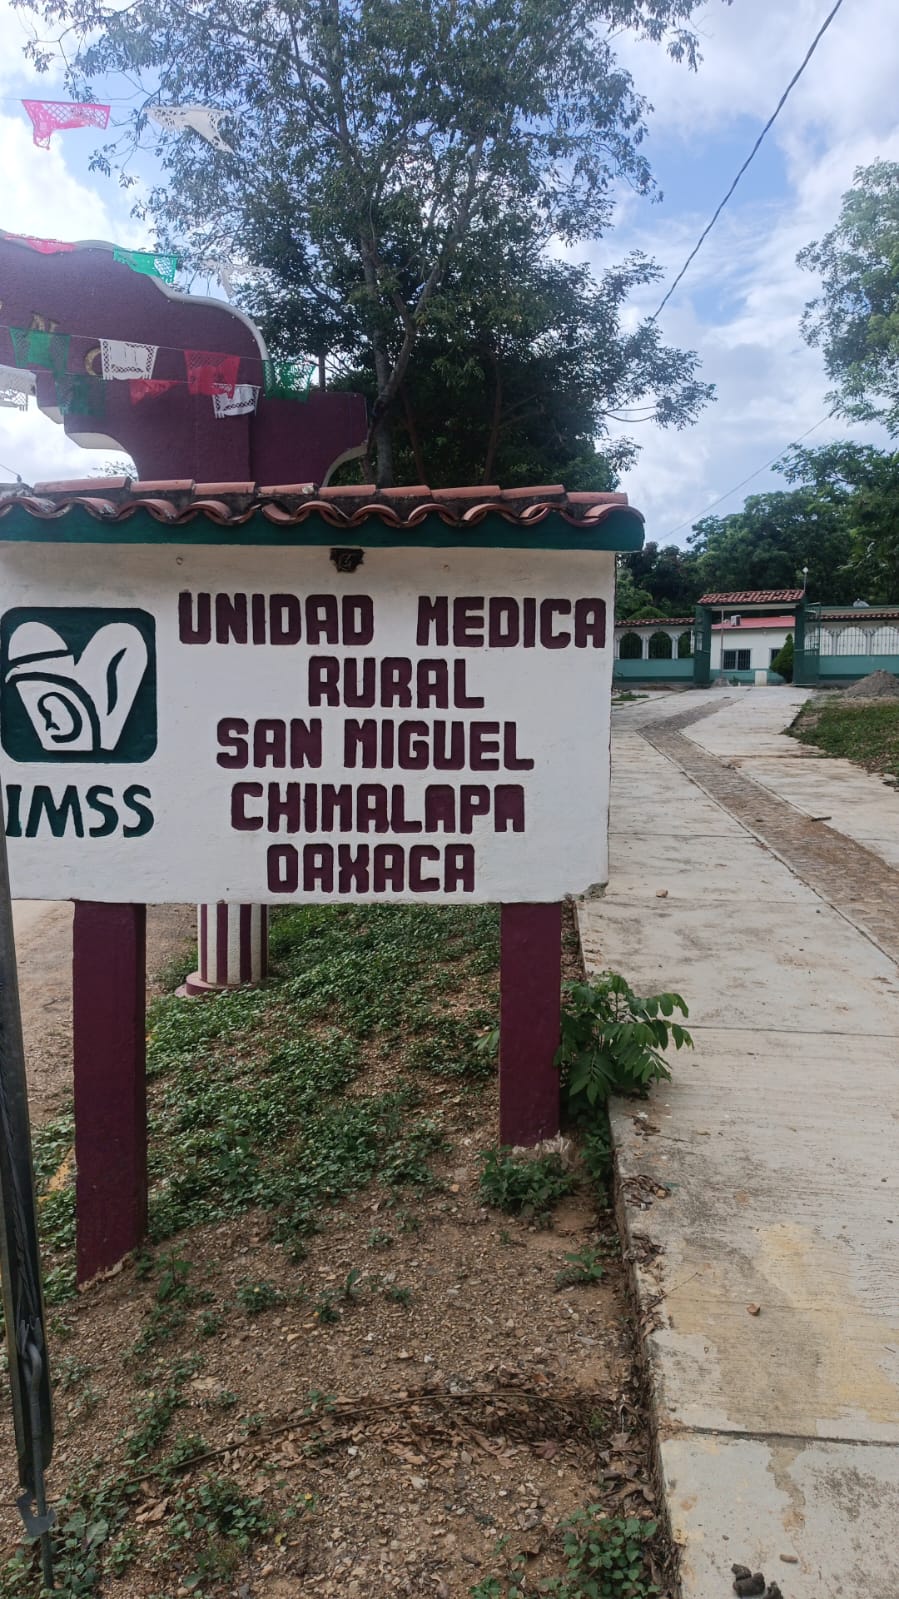 UNIDAD MEDICA
RURAL
SAN MIGUEL
CHIMALAPA
OAXACA
IMSS